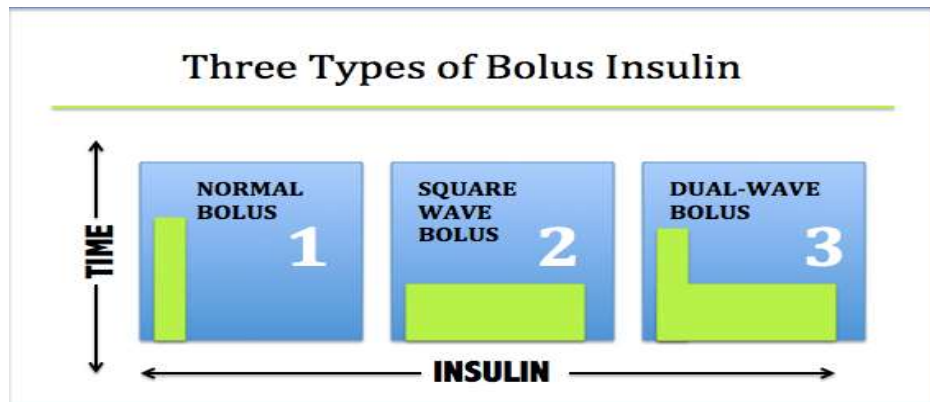 Three Types of Bolus Insulin
NORMAL
BOLUS
1
SQUARE
WAVE
BOLUS
2
DUAL-WAVE
BOLUS
3
TIME
INSULIN